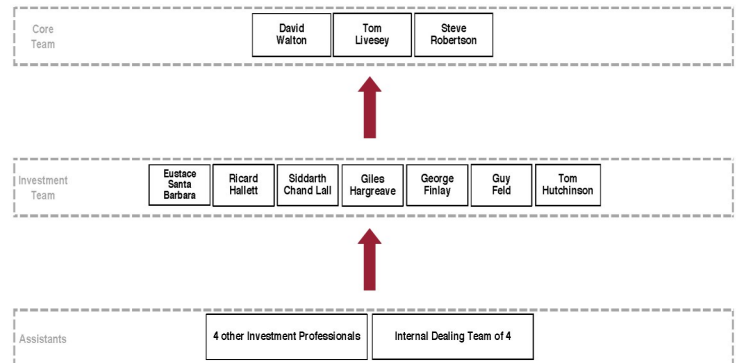 Core
Team
David
Walton
Tom
Livesey
Steve
Robertson
Investment
Team
Eustace
Santa
Barbara
Ricard
Hallett
Siddarth
Chand Lall
Giles
Hargreave
George
Finlay
Guy
Feld
Tom
Hutchinson
Assistants
4 other Investment Professionals
Internal Dealing Team of 4